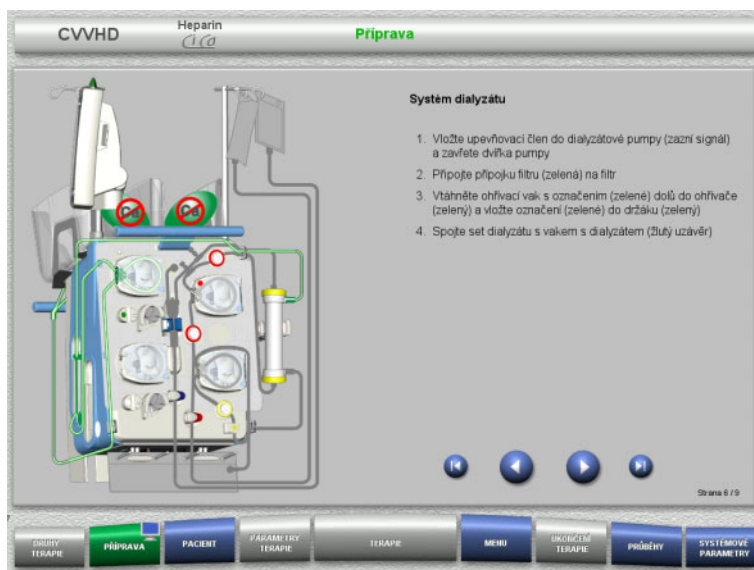 CVVHD
Heparin
Ci Ca
Příprava
Systém dialyzátu
1. Vložte upevňovací člen do dialyzátové pumpy (zazní signál)
a zavřete dvířka pumpy
2. Připojte přípojku filtru (zelená) na filtr
3. Vtáhněte ohřívací vak s označením (zelené) dolů do ohřívače
(zelený) a vložte označení (zelené) do držáku (zelený)
4. Spojte set dialyzátu s vakem s dialyzátem (žlutý uzávěr)
Ca Ca
Strana 6 / 9
DRUHY
TERAPIE
PŘÍPRAVA
PACIENT
PARAMETRY
TERAPIE
TERAPIE
MENU
UKONČENÍ
TERAPIE
PRŮBĚHY
SYSTÉMOVÉ
PARAMETRY